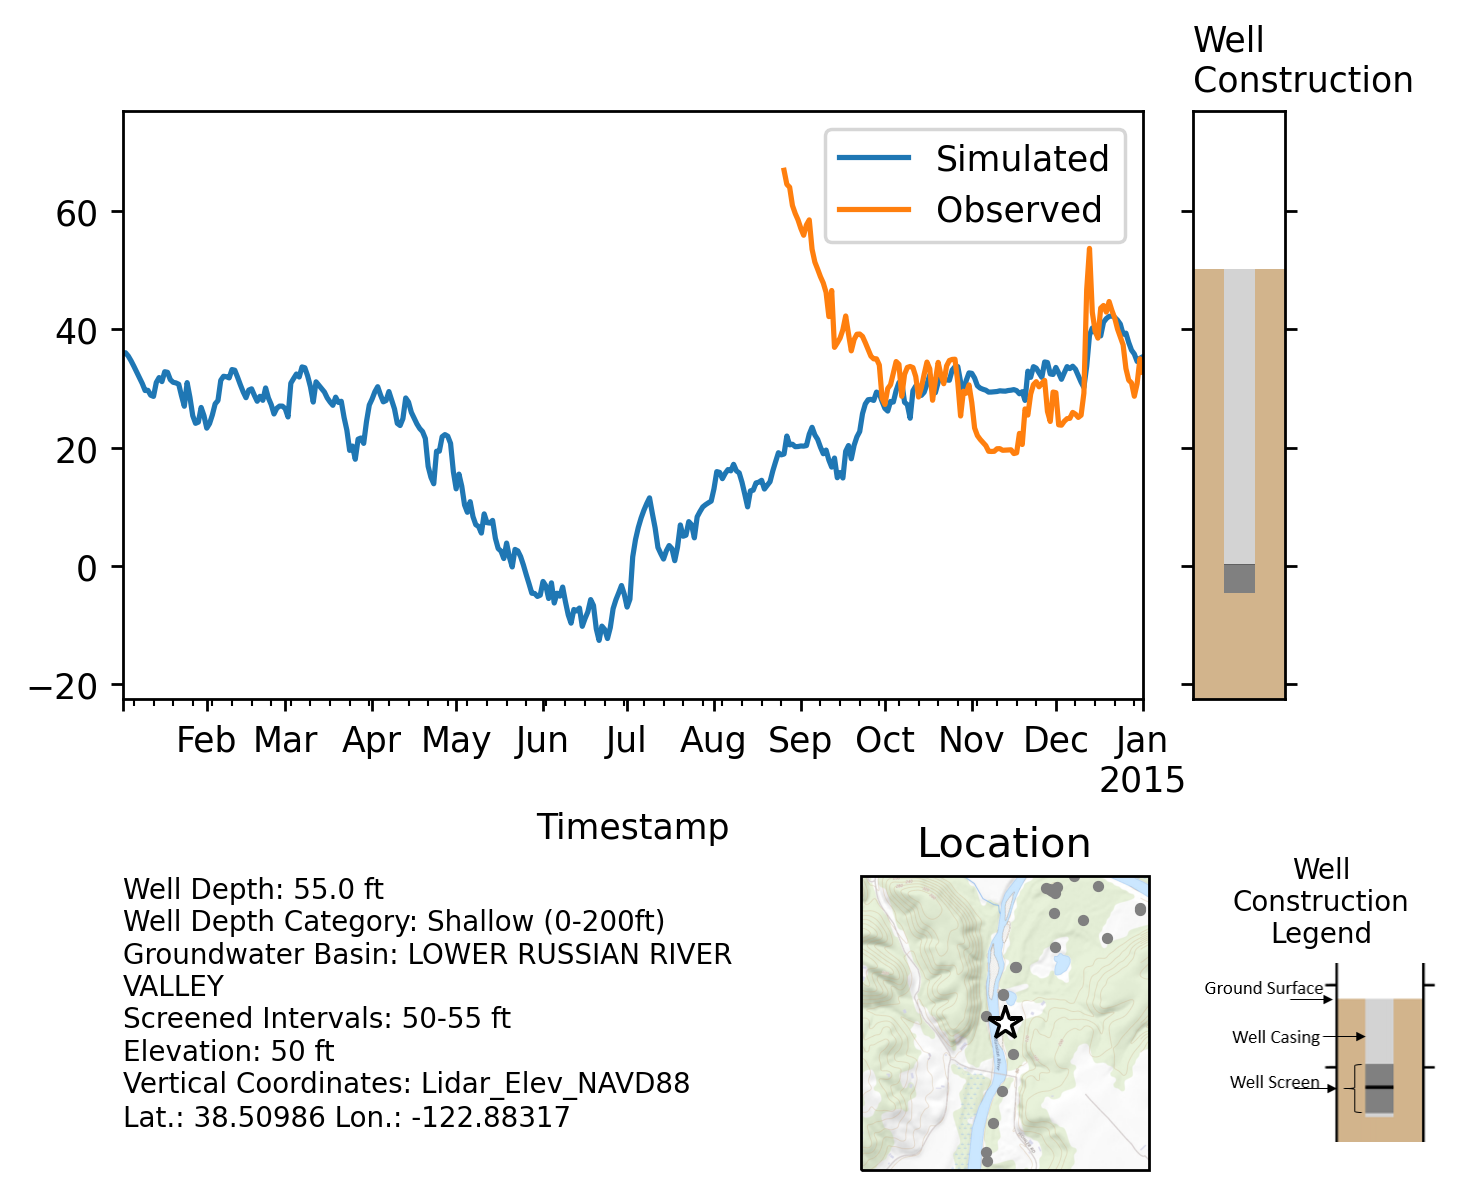 Well
Construction
Simulated
Observed
60
40
20
0
−20
Feb Mar Apr May Jun Jul Aug Sep Oct Nov Dec Jan
2015
Timestamp
Well Depth: 55.0 ft
Well Depth Category: Shallow (0-200ft)
Groundwater Basin: LOWER RUSSIAN RIVER
VALLEY
Screened Intervals: 50-55 ft
Elevation: 50 ft
Vertical Coordinates: Lidar_Elev_NAVD88
Lat.: 38.50986 Lon.: -122.88317
Location
Well
Construction
Legend
Ground Surface
Well Casing
Well Screen